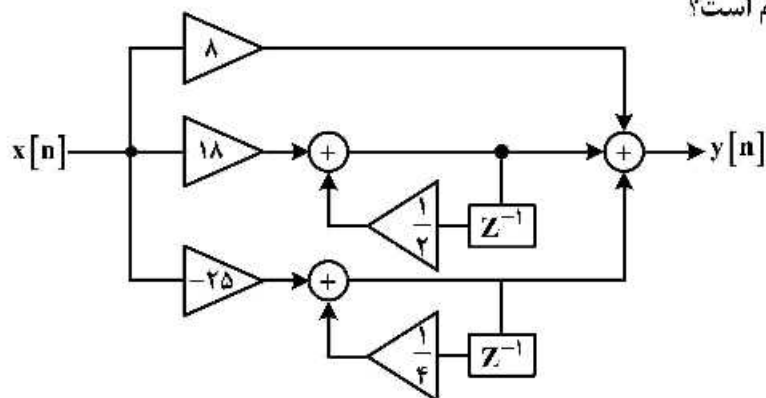 است؟
۸
x[n]
۱۸
+
+
y[n]
۱
۲
Z⁻¹
-۲۵
+
۱
۴
Z⁻¹